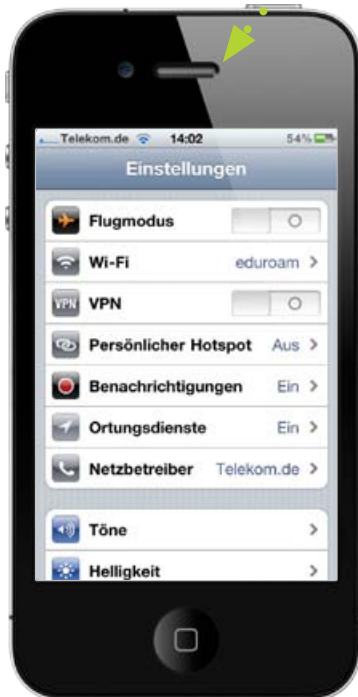 Telekom.de 14:02 54%
Einstellungen
Flugmodus
Wi-Fi eduroam
VPN VPN
Persönlicher Hotspot Aus
Benachrichtigungen Ein
Ortungsdienste Ein
Netzbetreiber Telekom.de
Töne
Helligkeit